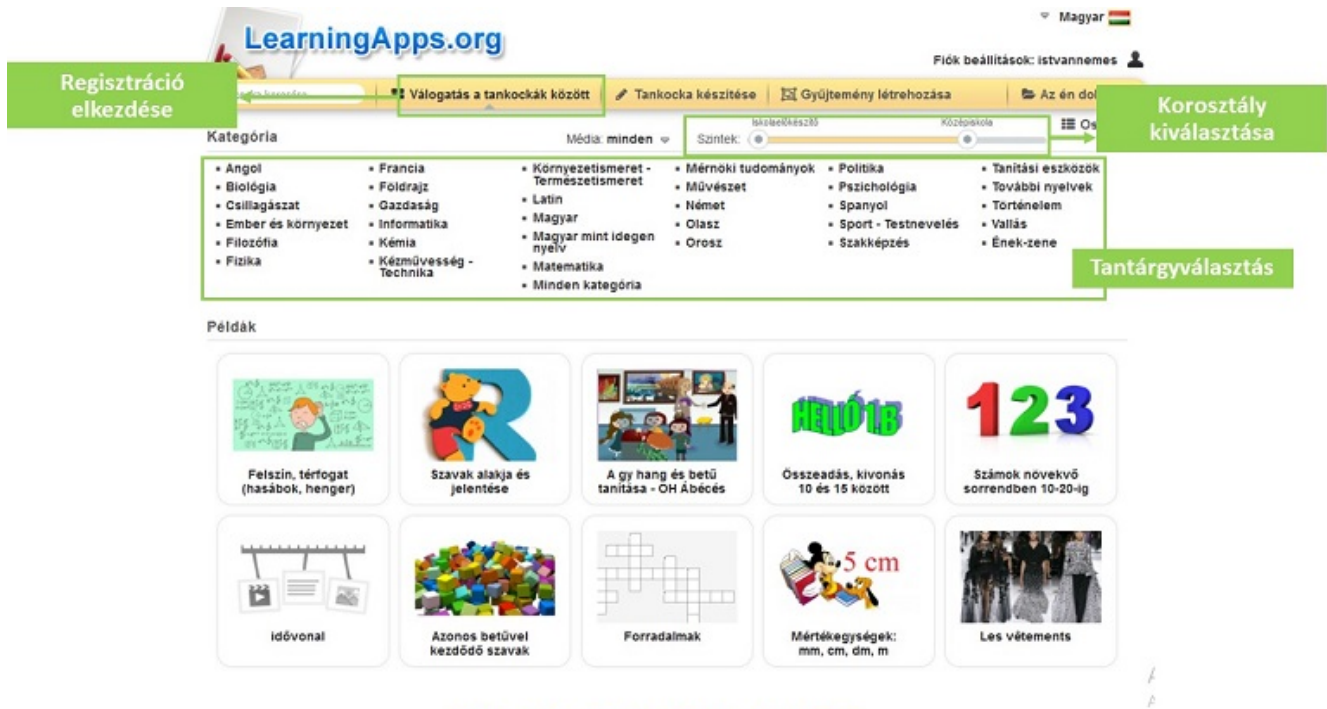 LearningApps.org
Magyar
Fiók beállítások: istvannemes
Regisztráció
elkezdése
Válogatás a tankockák között
Tankocka készítése
Gyűjtemény létrehozása
Az én
Korosztály
kiválasztása
Kategória
Média: minden
Szintek:
Iskolaelőkészítő
Középiskola
Angol
Biológia
Csillagászat
Ember és környezet
Filozófia
Fizika
Francia
Földrajz
Gazdaság
Informatika
Kémia
Kézművesség -
Technika
Környezetismeret -
Természetismeret
Latin
Magyar
Magyar mint idegen
nyelv
Matematika
Minden kategória
Mérnöki tudományok
Művészet
Német
Olasz
Orosz
Politika
Pszichológia
Spanyol
Sport - Testnevelés
Szakképzés
Tanítási eszközök
További nyelvek
Történelem
Vallás
Ének-zene
Tantárgyválasztás
Példák
Felszín, térfogat
(hasábok, henger)
R
Szavak alakja és
jelentése
A gy hang és betű
tanítása - OH Ábécés
HELLÓ 1.B
Összeadás, kivonás
10 és 15 között
123
Számok növekvő
sorrendben 10-20-ig
idővonal
Azonos betűvel
kezdődő szavak
Forradalmak
5 cm
Mértékegységek:
mm, cm, dm, m
Les vêtements